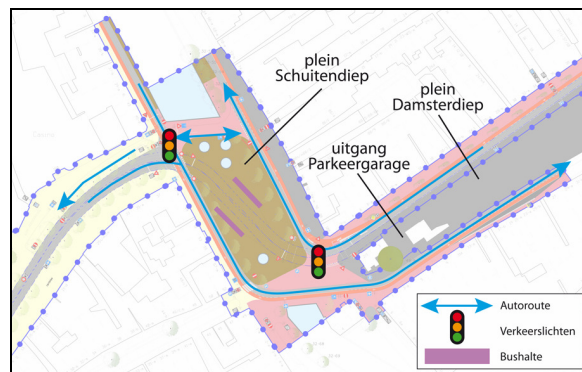 plein
Schuitendiep
plein
Damsterdiep
uitgang
Parkeergarage
Autoroute
Verkeerslichten
Bushalte